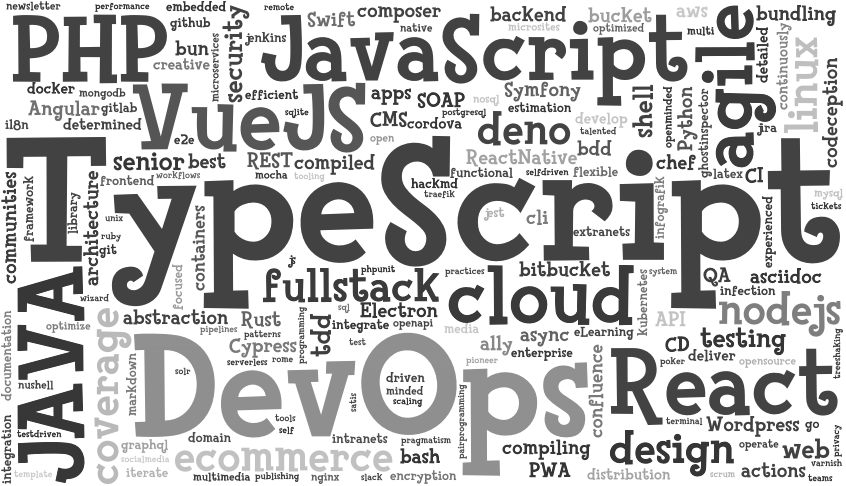 newsletter
performance
embedded
remote
Swift
composer
backend
bucket
aws
bundling
PHP
github
bun
creative
microservices
security
jenkins
JavaScript
native
microsites
optimized
multi
agile
detailed
continuously
linux
codeception
docker
mongodb
Angular
gitlab
il8n
determined
VueJS
e2e
efficient
sqlite
apps
SOAP
CMS
cordova
postgresql
nosql
open
Symfony
estimation
deno
develop
talented
bdd
shell
openminded
Python
ghostinspector
jira
senior
best
REST
compiled
ReactNative
functional
selfdriven
flexible
chef
latex
CI
mysql
tickets
experienced
communities
framework
library
architecture
frontend
workflows
mocha
tooling
hackmd
traefik
unix
ruby
git
TypeScript
jest
cli
extranets
infografik
containers
focused
wizard
js
phpunit
fullstack
practices
bitbucket
cloud
Kubernetes
system
QA
asciidoc
infection
nodejs
JAVA
documentation
optimize
coverage
abstraction
pipelines
Rust
patterns
Cypress
serverless
rome
programming
tdd
sql
integrate
Electron
openapi
test
media
ally
async
eLearning
enterprise
pioneer
API
CD
testing
poker
deliver
opensource
treeshaking
nushell
markdown
DevOps
solr
driven
minded
scaling
satis
tools
self
pairprogramming
confluence
React
terminal
Wordpress
go
privacy
integration
testdriven
template
graphql
socialmedia
iterate
domain
ecommerce
intranets
pragmatism
bash
multimedia
publishing
nginx
slack
encryption
compiling
PWA
distribution
design
scrum
operate
actions
web
varnish
teams